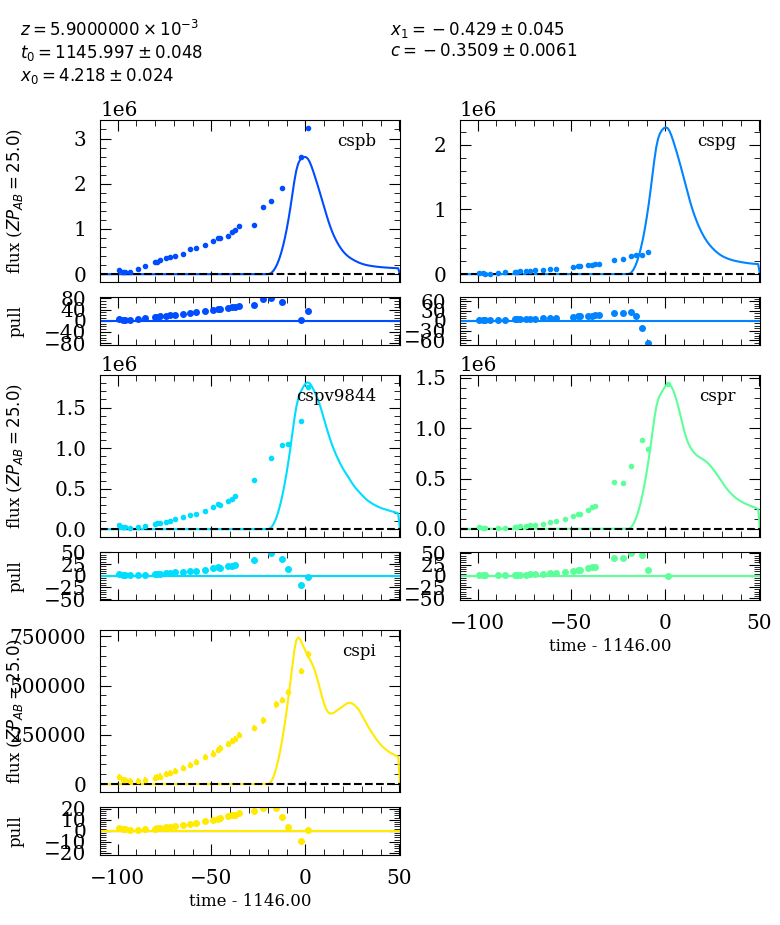 z = 5.9000000 × 10⁻³
t₀ = 1145.997 ± 0.048
x₀ = 4.218 ± 0.024
x₁ = −0.429 ± 0.045
c = −0.3509 ± 0.0061
1e6
cspb
flux (ZP_AB = 25.0)
3
2
1
0
1e6
cspg
2
1
0
pull
80
40
0
−40
−80
60
30
0
−30
−60
1e6
cspv9844
flux (ZP_AB = 25.0)
1.5
1.0
0.5
0.0
1e6
cspr
1.5
1.0
0.5
0.0
pull
50
25
0
−25
−50
50
25
0
−25
−50
−100
−50
0
50
time - 1146.00
cspi
flux (ZP_AB = 25.0)
750000
500000
250000
0
pull
20
10
0
−10
−20
−100
−50
0
50
time - 1146.00